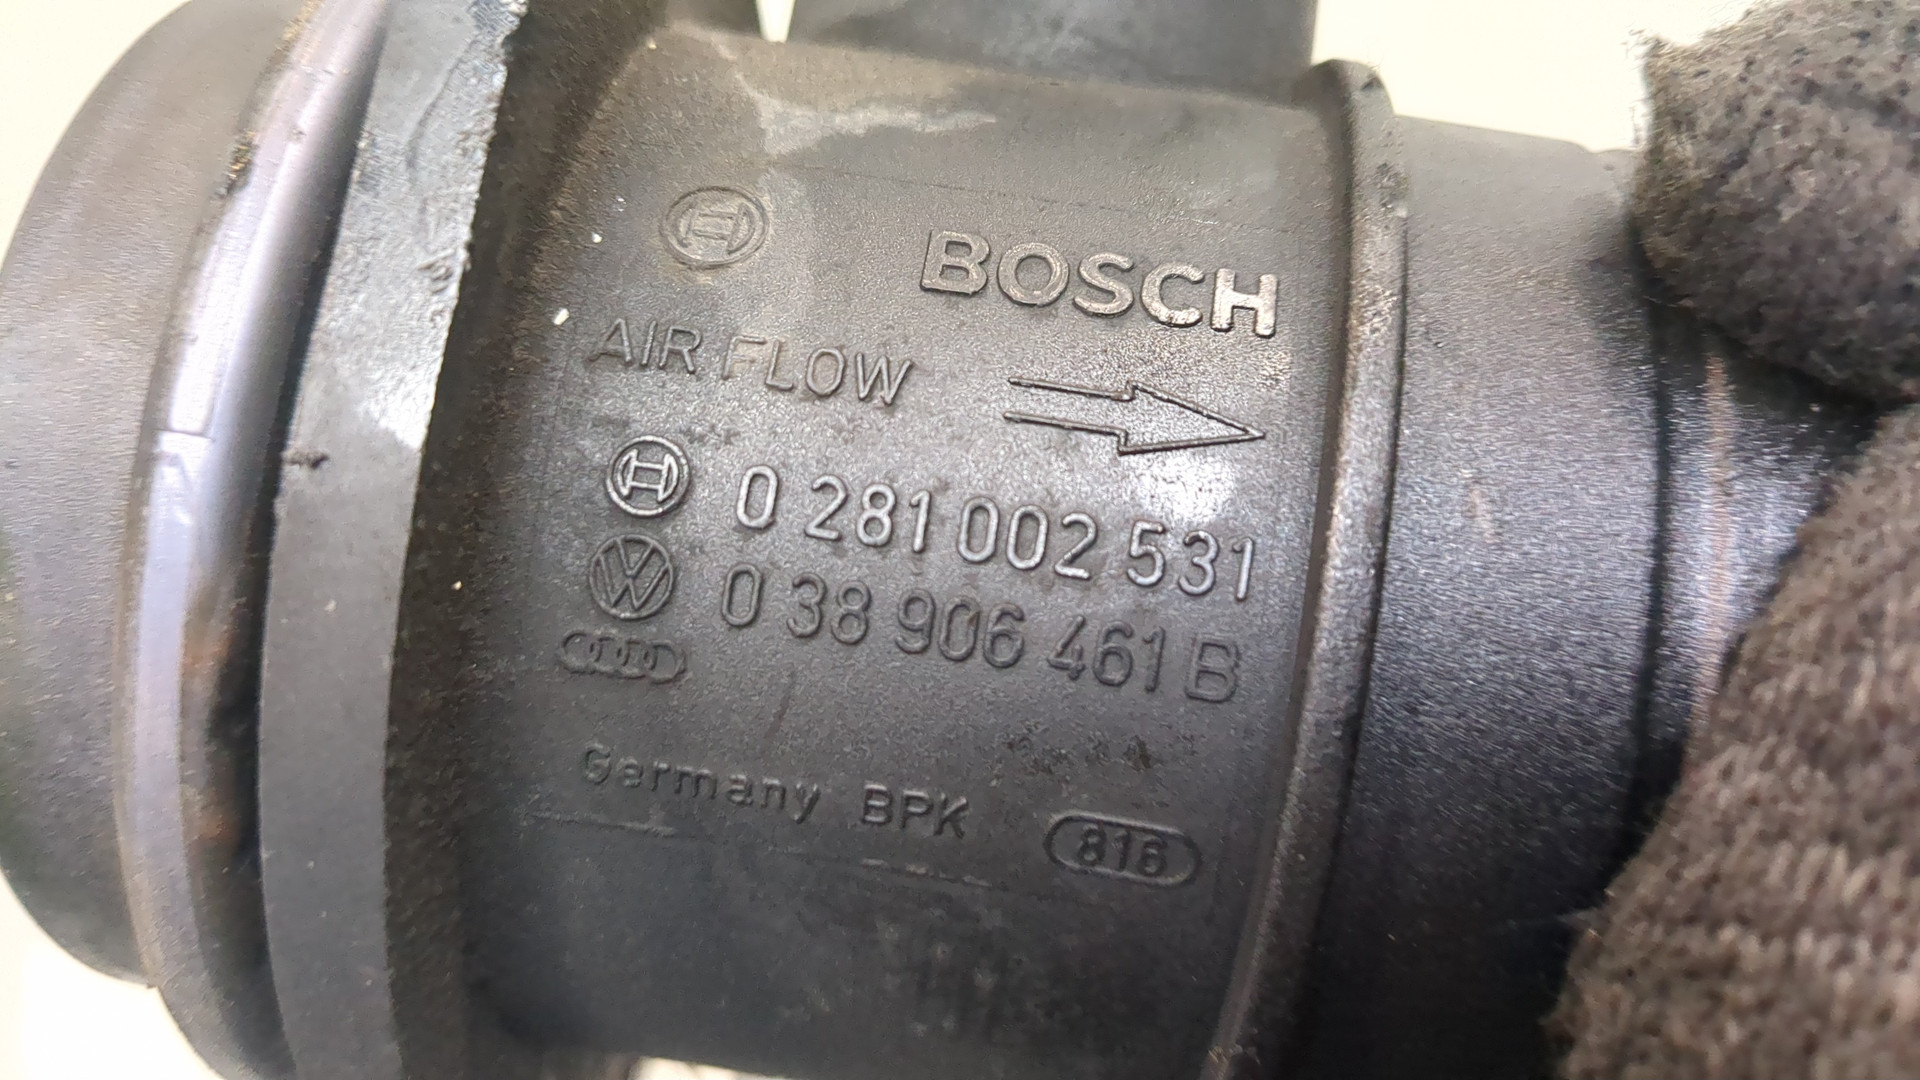 BOSCH
AIR FLOW
0 281 002 531
0 38 906 461 B
Germany BPK 816